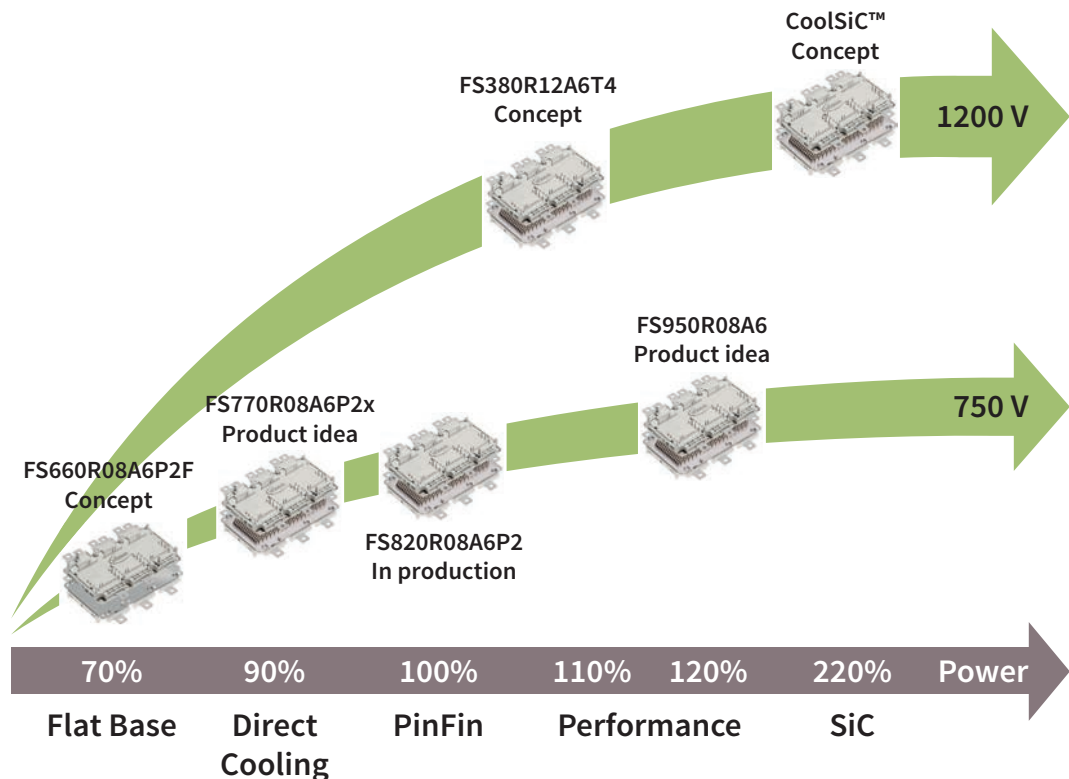 CoolSiC™
Concept
FS380R12A6T4
Concept
1200 V
FS950R08A6
Product idea
FS770R08A6P2x
Product idea
750 V
FS660R08A6P2F
Concept
FS820R08A6P2
In production
70% 90% 100% 110% 120% 220% Power
Flat Base Direct PinFin Performance SiC
Cooling